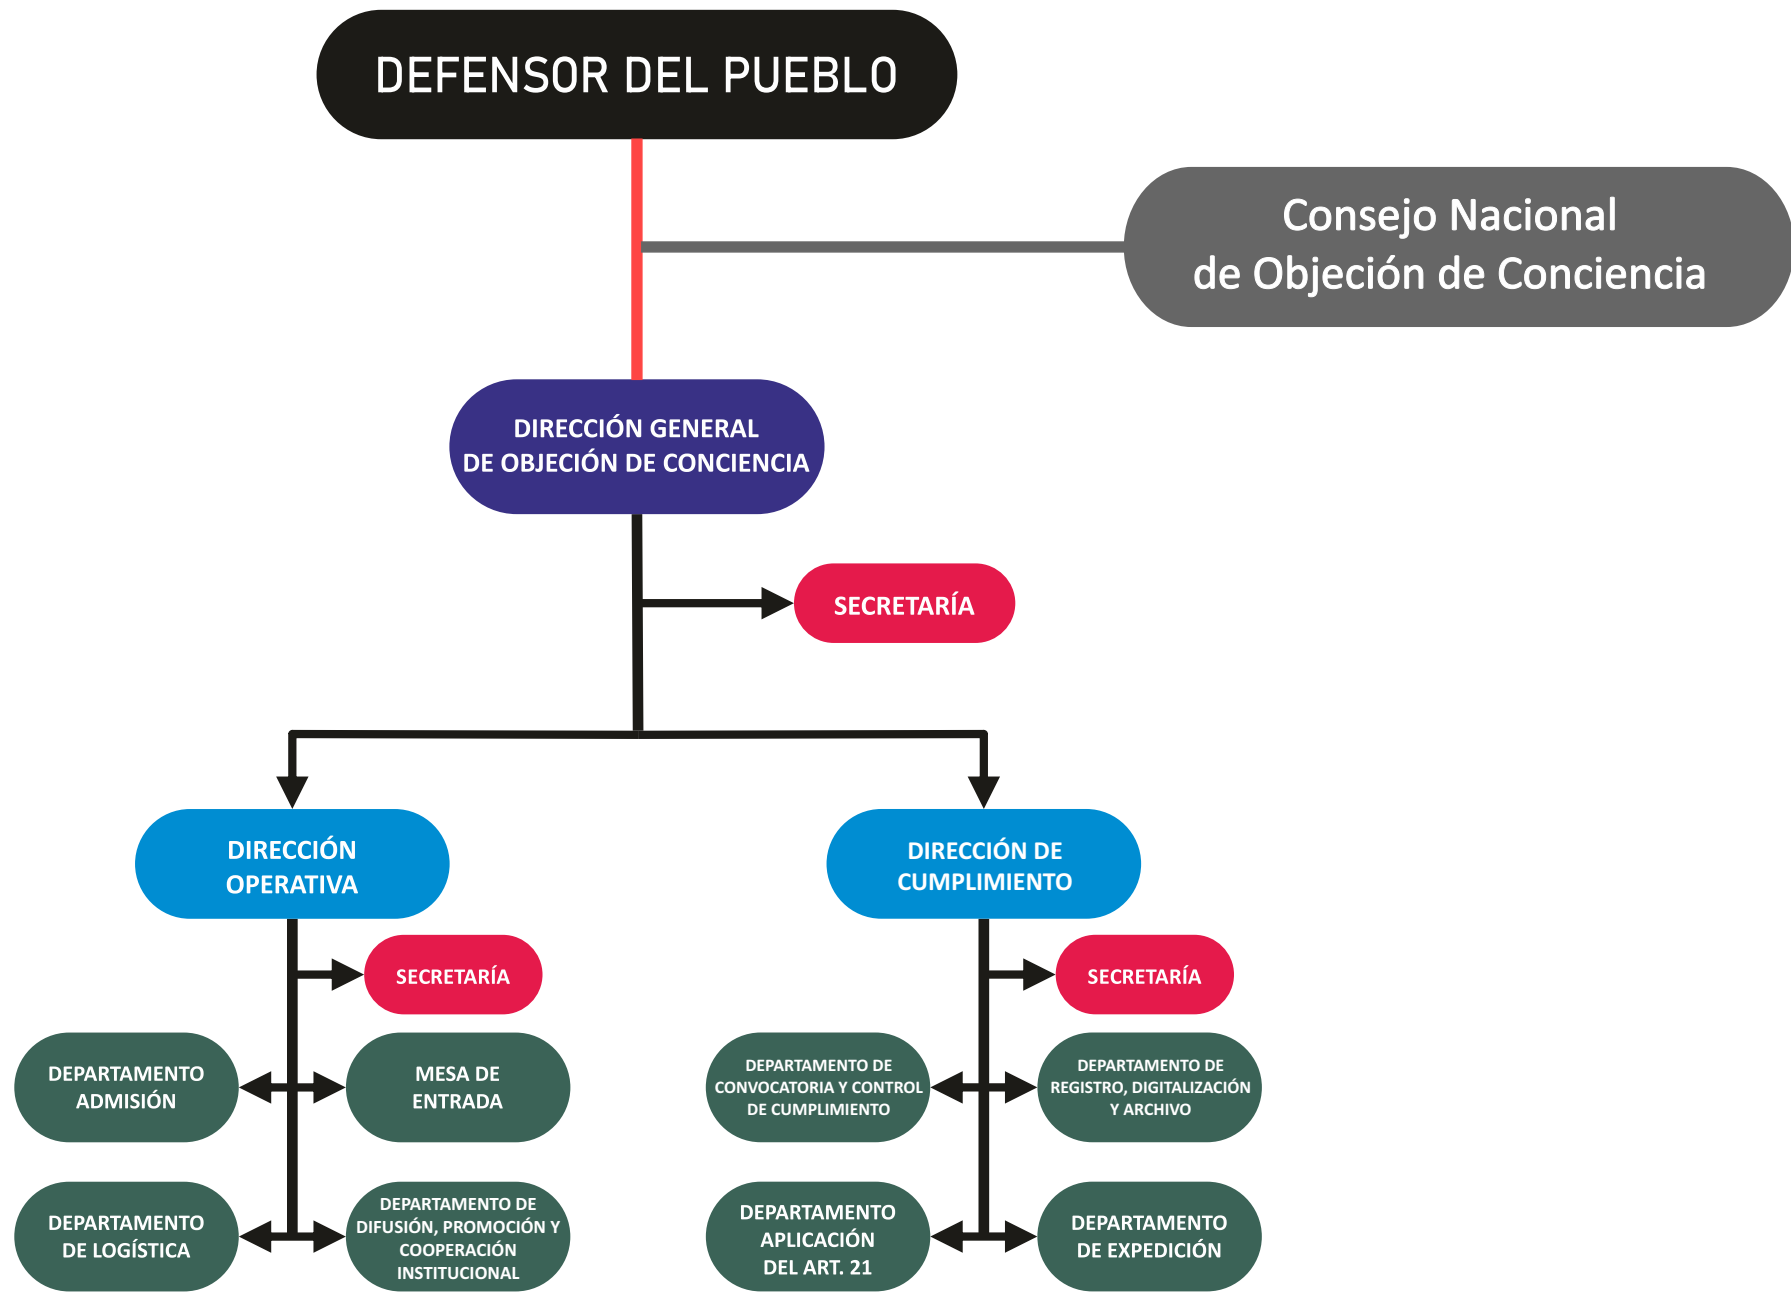 DEFENSOR DEL PUEBLO
Consejo Nacional
de Objeción de Conciencia
DIRECCIÓN GENERAL
DE OBJECIÓN DE CONCIENCIA
SECRETARÍA
DIRECCIÓN
OPERATIVA
SECRETARÍA
DEPARTAMENTO
ADMISIÓN
MESA DE
ENTRADA
DEPARTAMENTO
DE LOGÍSTICA
DEPARTAMENTO DE
DIFUSIÓN, PROMOCIÓN Y
COOPERACIÓN
INSTITUCIONAL
DIRECCIÓN DE
CUMPLIMIENTO
SECRETARÍA
DEPARTAMENTO DE
CONVOCATORIA Y CONTROL
DE CUMPLIMIENTO
DEPARTAMENTO DE
REGISTRO, DIGITALIZACIÓN
Y ARCHIVO
DEPARTAMENTO
APLICACIÓN
DEL ART. 21
DEPARTAMENTO
DE EXPEDICIÓN